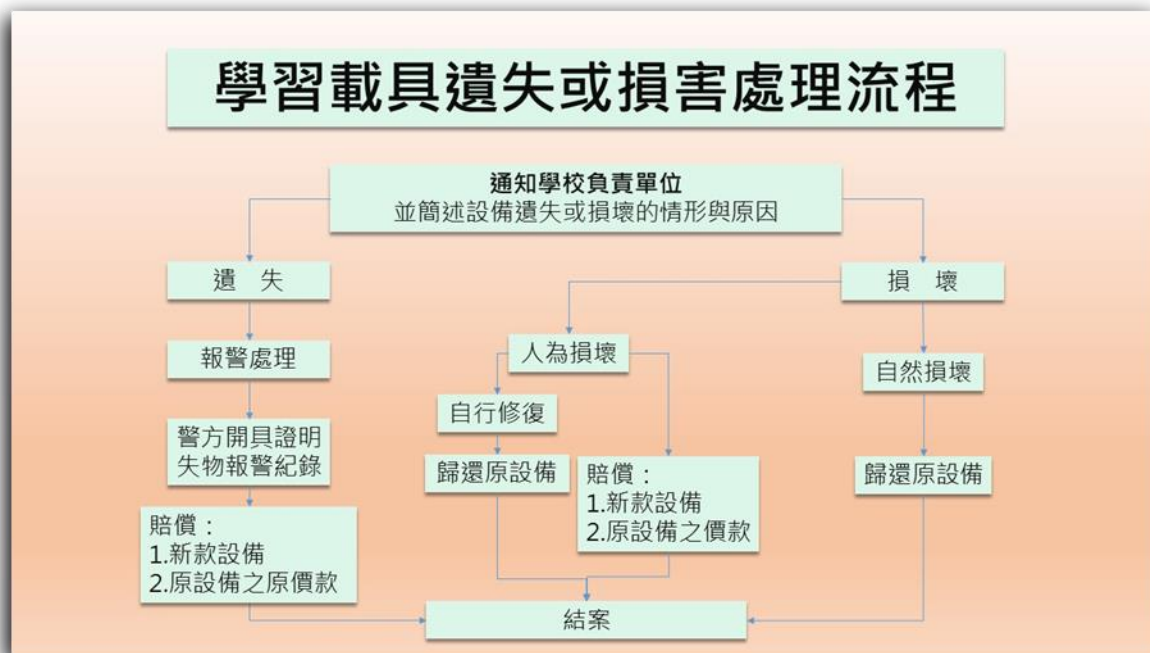 學習載具遺失或損害處理流程
通知學校負責單位
並簡述設備遺失或損壞的情形與原因
遺　失
損　壞
報警處理
人為損壞
自然損壞
自行修復
警方開具證明
失物報警紀錄
歸還原設備
賠償：
1.新款設備
2.原設備之價款
歸還原設備
賠償：
1.新款設備
2.原設備之原價款
結案